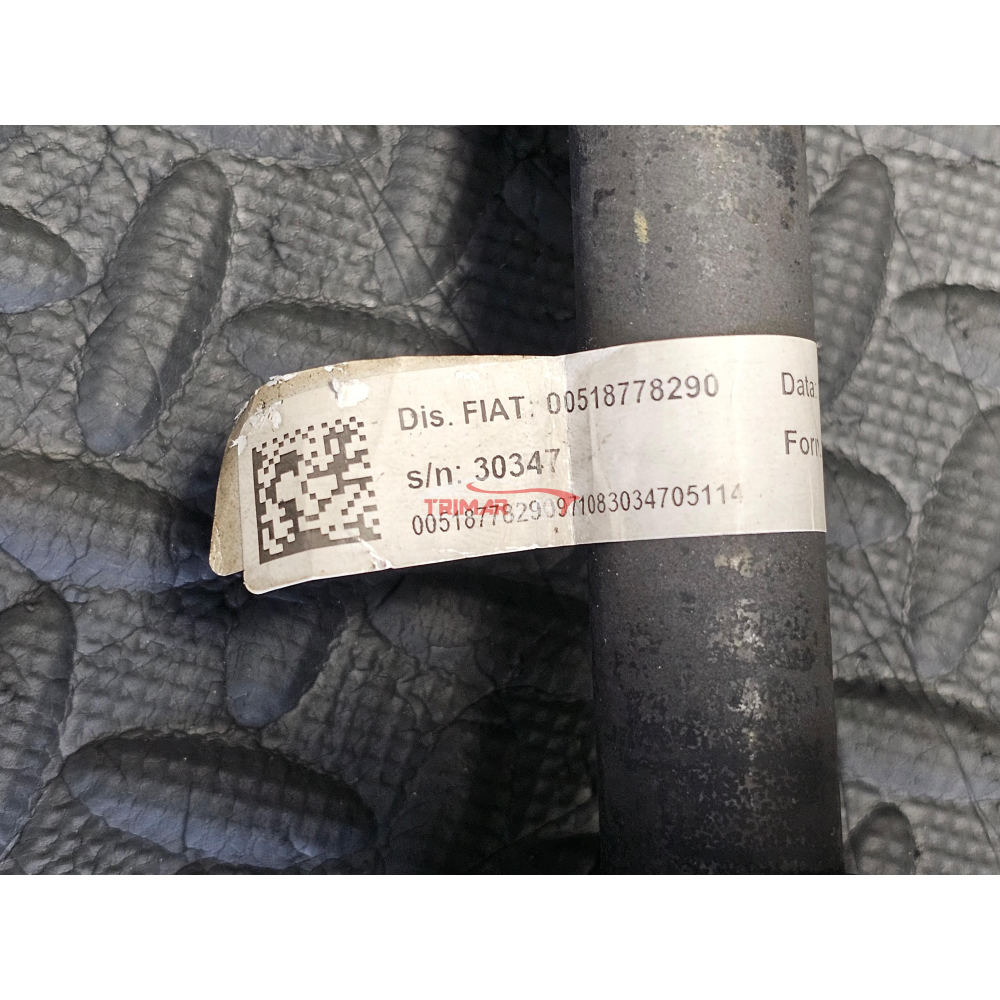 Dis. FIAT: 00518778290
Data:
s/n: 30347
Forn
TRIMAR
00518778290971083034705114